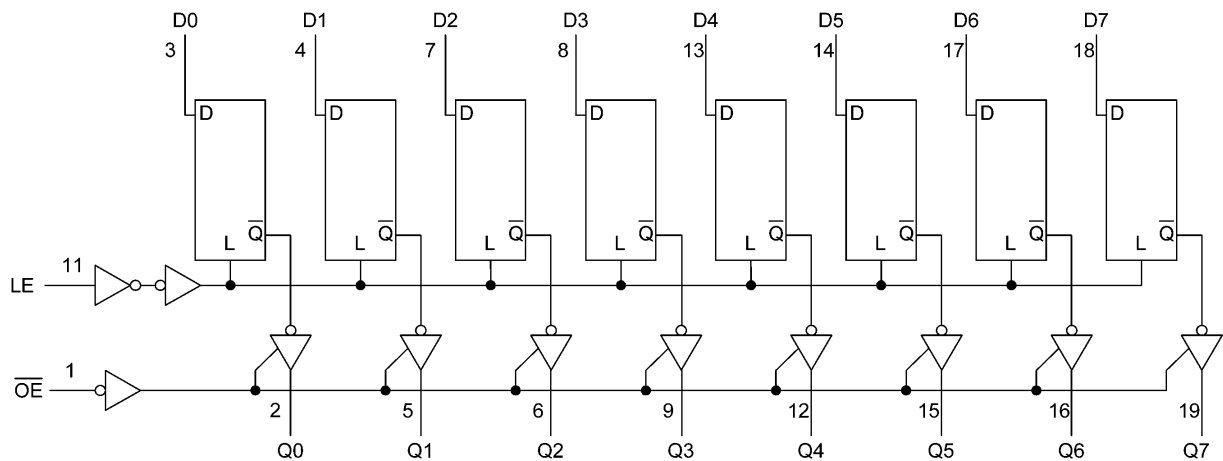 D0 D1 D2 D3 D4 D5 D6 D7
3 4 7 8 13 14 17 18
D D D D D D D D
Q̅ Q̅ Q̅ Q̅ Q̅ Q̅ Q̅ Q̅
L L L L L L L L
11
LE
1
O̅E̅
2 5 6 9 12 15 16 19
Q0 Q1 Q2 Q3 Q4 Q5 Q6 Q7